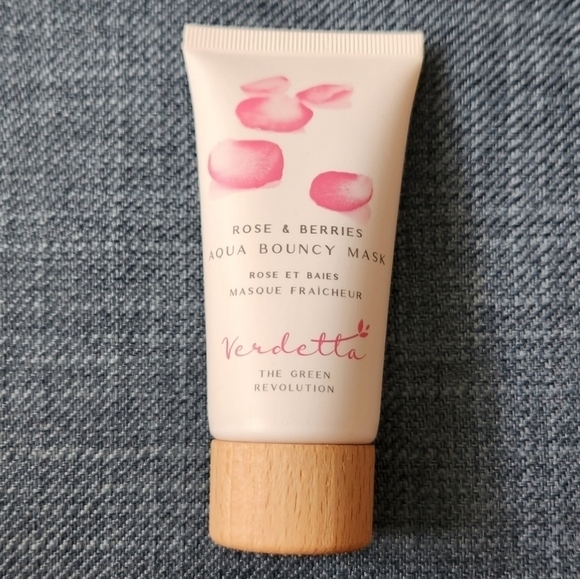 ROSE & BERRIES
AQUA BOUNCY MASK
ROSE ET BAIES
MASQUE FRAÎCHEUR
Verdetta
THE GREEN
REVOLUTION